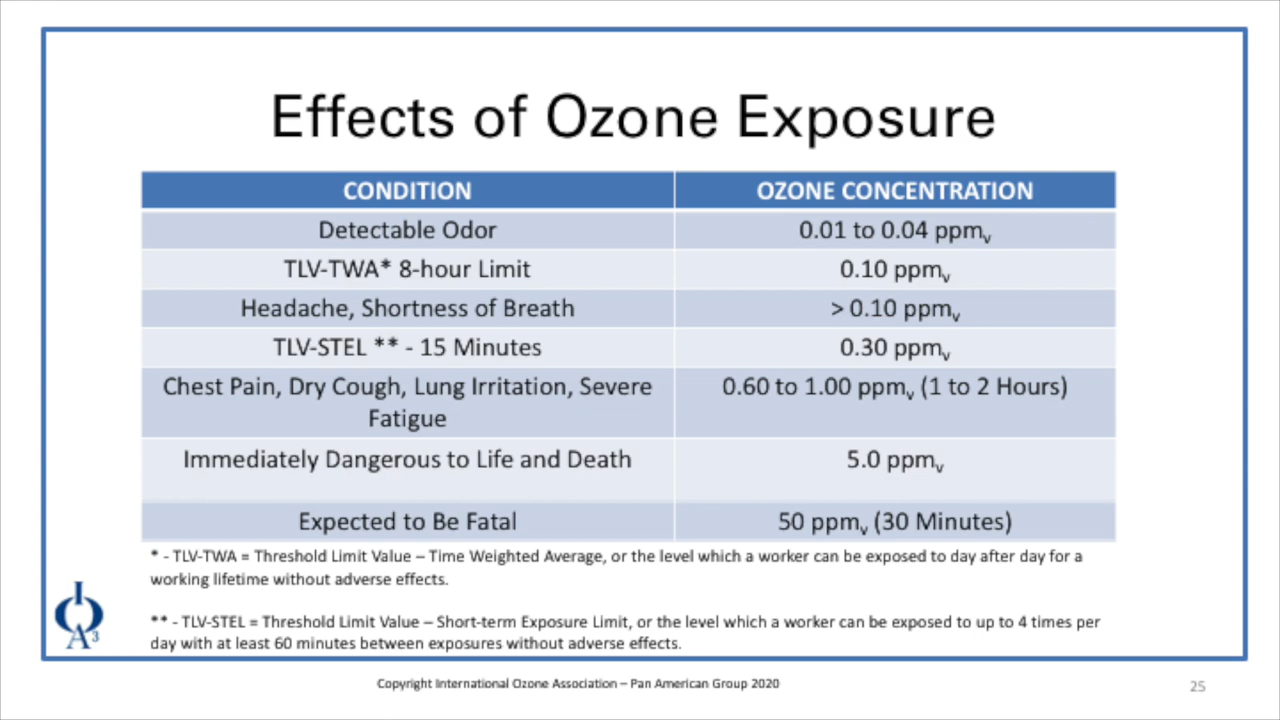 Effects of Ozone Exposure
CONDITION OZONE CONCENTRATION
Detectable Odor 0.01 to 0.04 ppmv
TLV-TWA* 8-hour Limit 0.10 ppmv
Headache, Shortness of Breath > 0.10 ppmv
TLV-STEL ** - 15 Minutes 0.30 ppmv
Chest Pain, Dry Cough, Lung Irritation, Severe 0.60 to 1.00 ppmv (1 to 2 Hours)
Fatigue
Immediately Dangerous to Life and Death 5.0 ppmv
Expected to Be Fatal 50 ppmv (30 Minutes)
* - TLV-TWA = Threshold Limit Value – Time Weighted Average, or the level which a worker can be exposed to day after day for a
working lifetime without adverse effects.
** - TLV-STEL = Threshold Limit Value – Short-term Exposure Limit, or the level which a worker can be exposed to up to 4 times per
day with at least 60 minutes between exposures without adverse effects.
IOA3
Copyright International Ozone Association – Pan American Group 2020
25